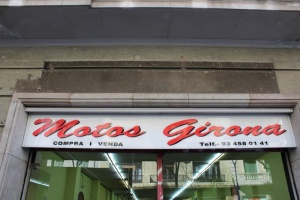 Motos Girona
COMPRA I VENDA Telf.- 93 458 01 41